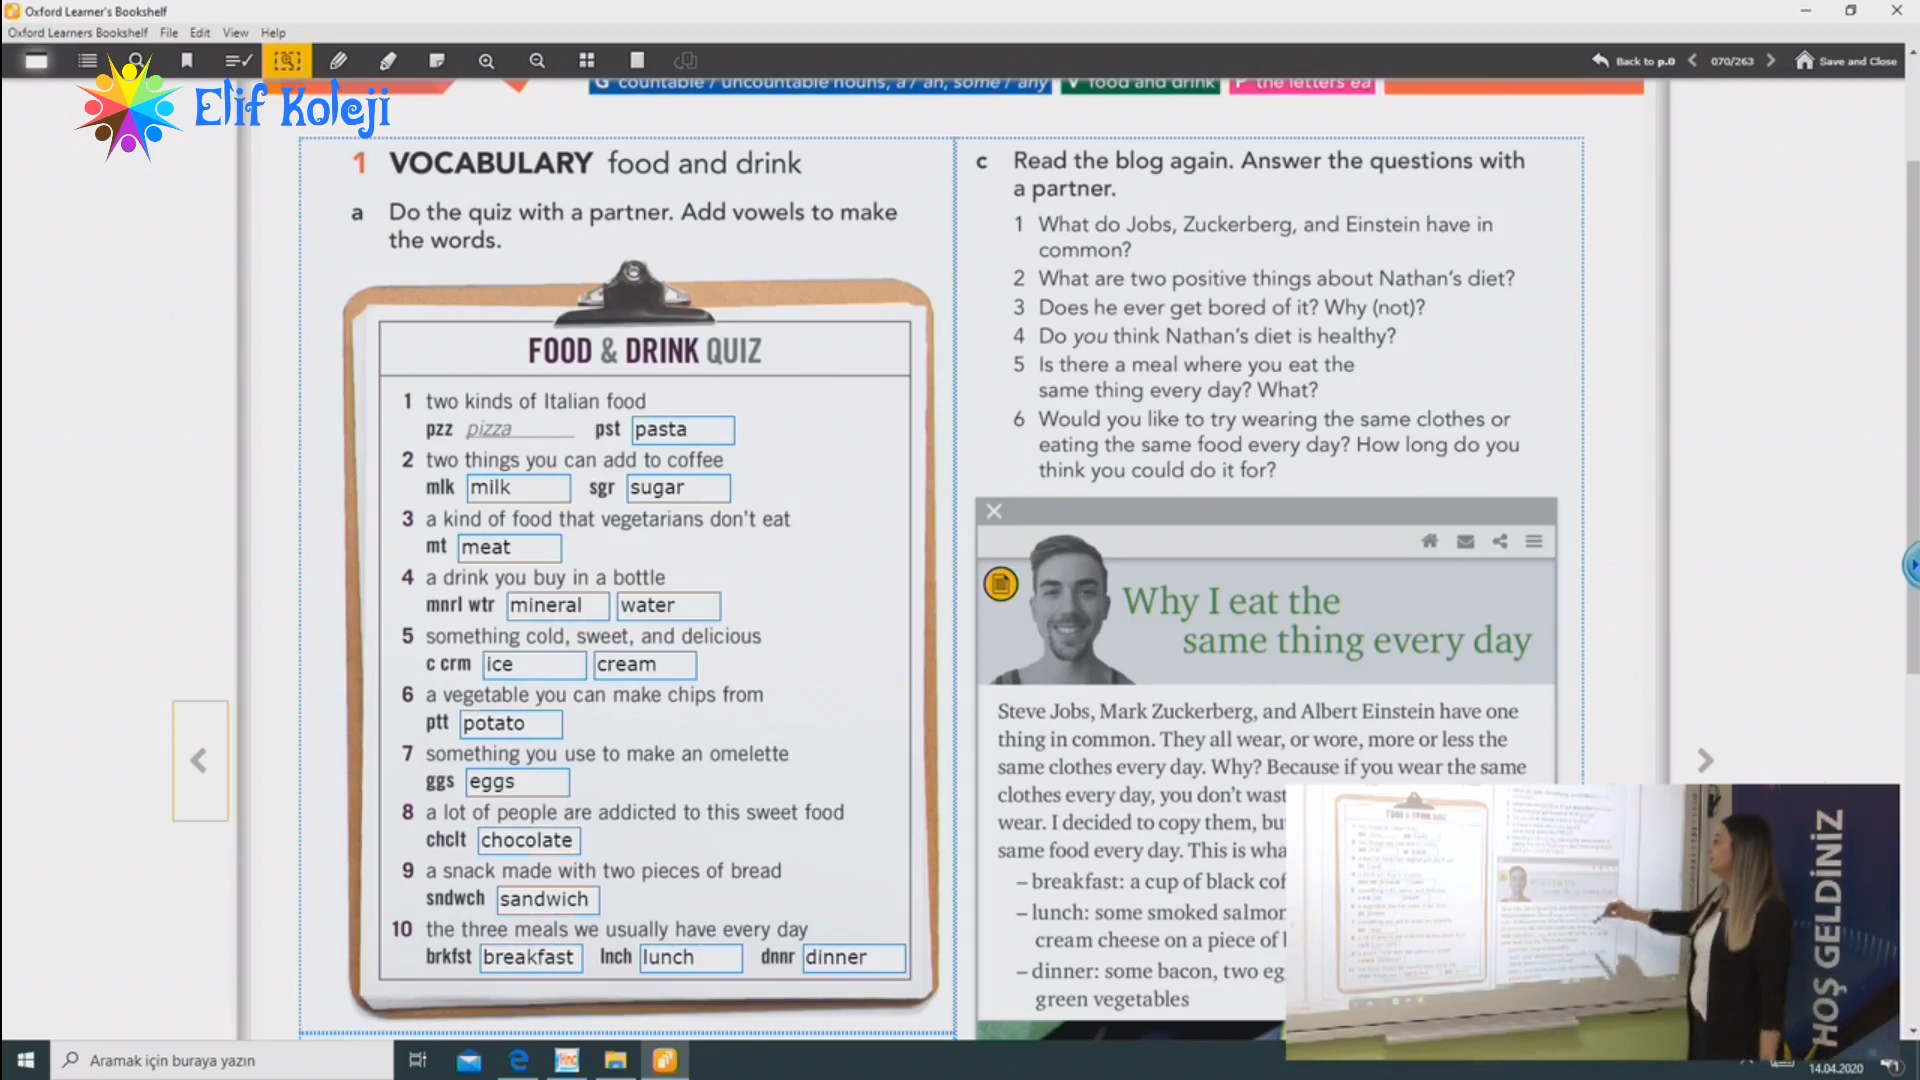 Oxford Learner's Bookshelf
Oxford Learners Bookshelf File Edit View Help
Back to p.0 070/263 Save and Close
Elif Koleji
G countable / uncountable nouns, a / an, some / any V food and drink P the letters ea
1 VOCABULARY food and drink
a Do the quiz with a partner. Add vowels to make
the words.
FOOD & DRINK QUIZ
1 two kinds of Italian food
pzz pizza pst pasta
2 two things you can add to coffee
mlk milk sgr sugar
3 a kind of food that vegetarians don't eat
mt meat
4 a drink you buy in a bottle
mnrl wtr mineral water
5 something cold, sweet, and delicious
c crm ice cream
6 a vegetable you can make chips from
ptt potato
7 something you use to make an omelette
ggs eggs
8 a lot of people are addicted to this sweet food
chclt chocolate
9 a snack made with two pieces of bread
sndwch sandwich
10 the three meals we usually have every day
brkfst breakfast lnch lunch dnnr dinner
c Read the blog again. Answer the questions with
a partner.
1 What do Jobs, Zuckerberg, and Einstein have in
common?
2 What are two positive things about Nathan's diet?
3 Does he ever get bored of it? Why (not)?
4 Do you think Nathan's diet is healthy?
5 Is there a meal where you eat the
same thing every day? What?
6 Would you like to try wearing the same clothes or
eating the same food every day? How long do you
think you could do it for?
Why I eat the
same thing every day
Steve Jobs, Mark Zuckerberg, and Albert Einstein have one
thing in common. They all wear, or wore, more or less the
same clothes every day. Why? Because if you wear the same
clothes every day, you don't
wear. I decided to copy them,
same food every day. This is
– breakfast: a cup of black
– lunch: some smoked
cream cheese on a piece of
– dinner: some bacon, two
green vegetables
FOOD & DRINK QUIZ
HOŞ GELDİNİZ
Aramak için buraya yazın
14.04.2020